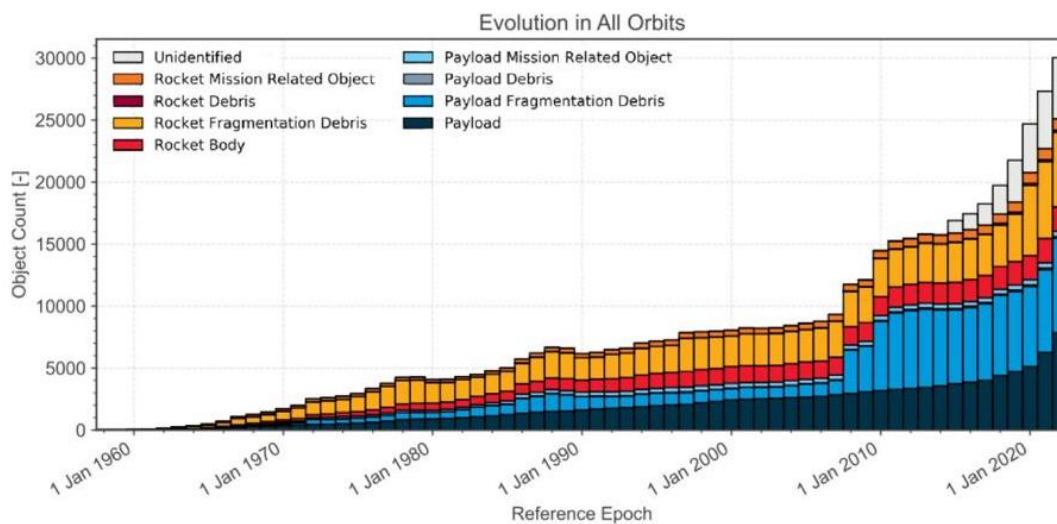 Evolution in All Orbits
Object Count [-]
30000
25000
20000
15000
10000
5000
0
Unidentified
Rocket Mission Related Object
Rocket Debris
Rocket Fragmentation Debris
Rocket Body
Payload Mission Related Object
Payload Debris
Payload Fragmentation Debris
Payload
1 Jan 1960
1 Jan 1970
1 Jan 1980
1 Jan 1990
1 Jan 2000
1 Jan 2010
1 Jan 2020
Reference Epoch